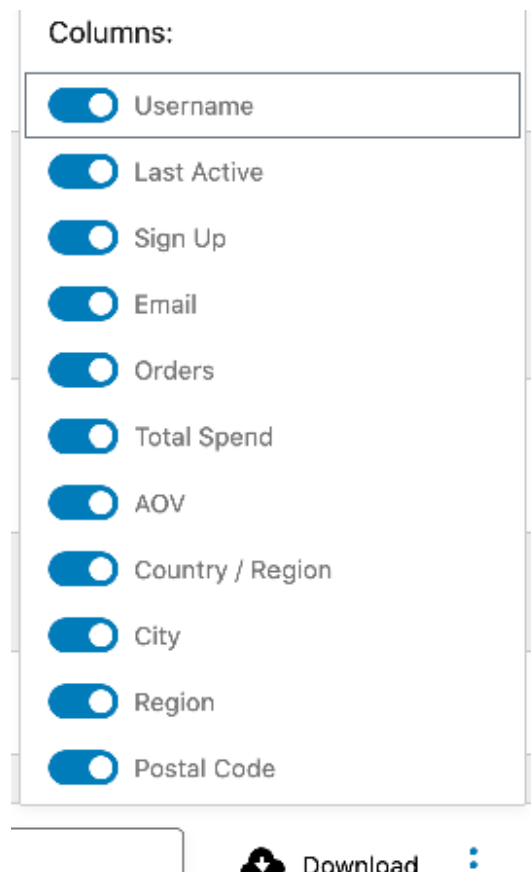 Columns:
Username
Last Active
Sign Up
Email
Orders
Total Spend
AOV
Country / Region
City
Region
Postal Code
Download